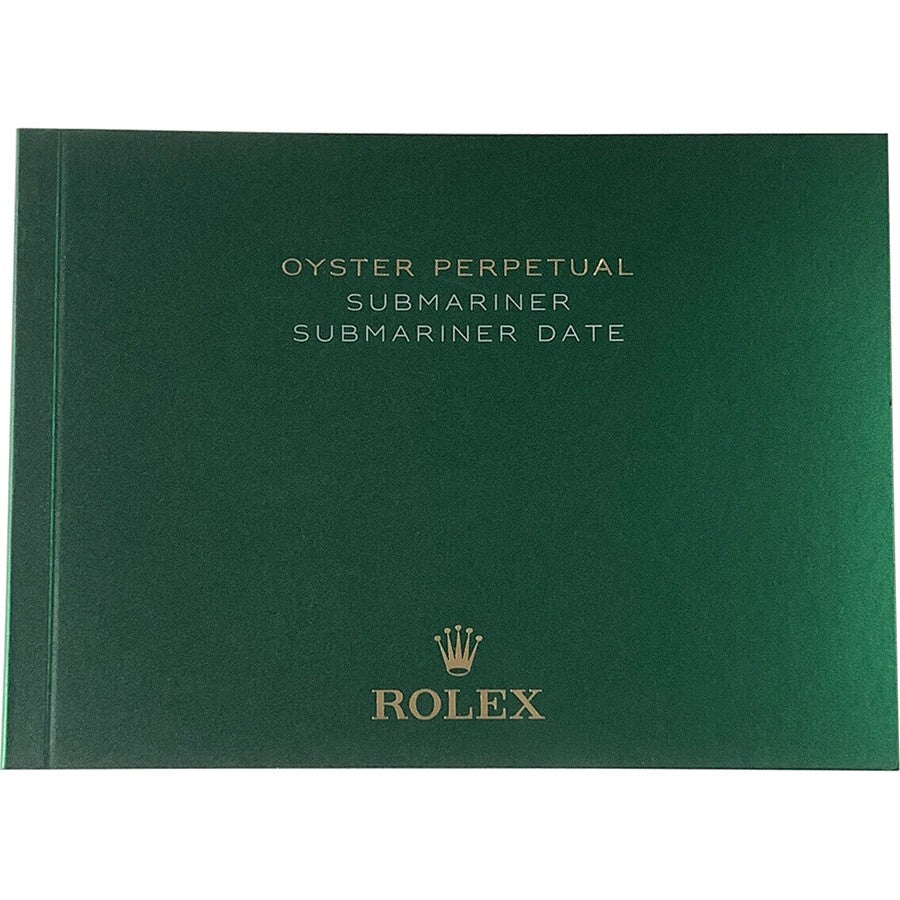 OYSTER PERPETUAL
SUBMARINER
SUBMARINER DATE
ROLEX